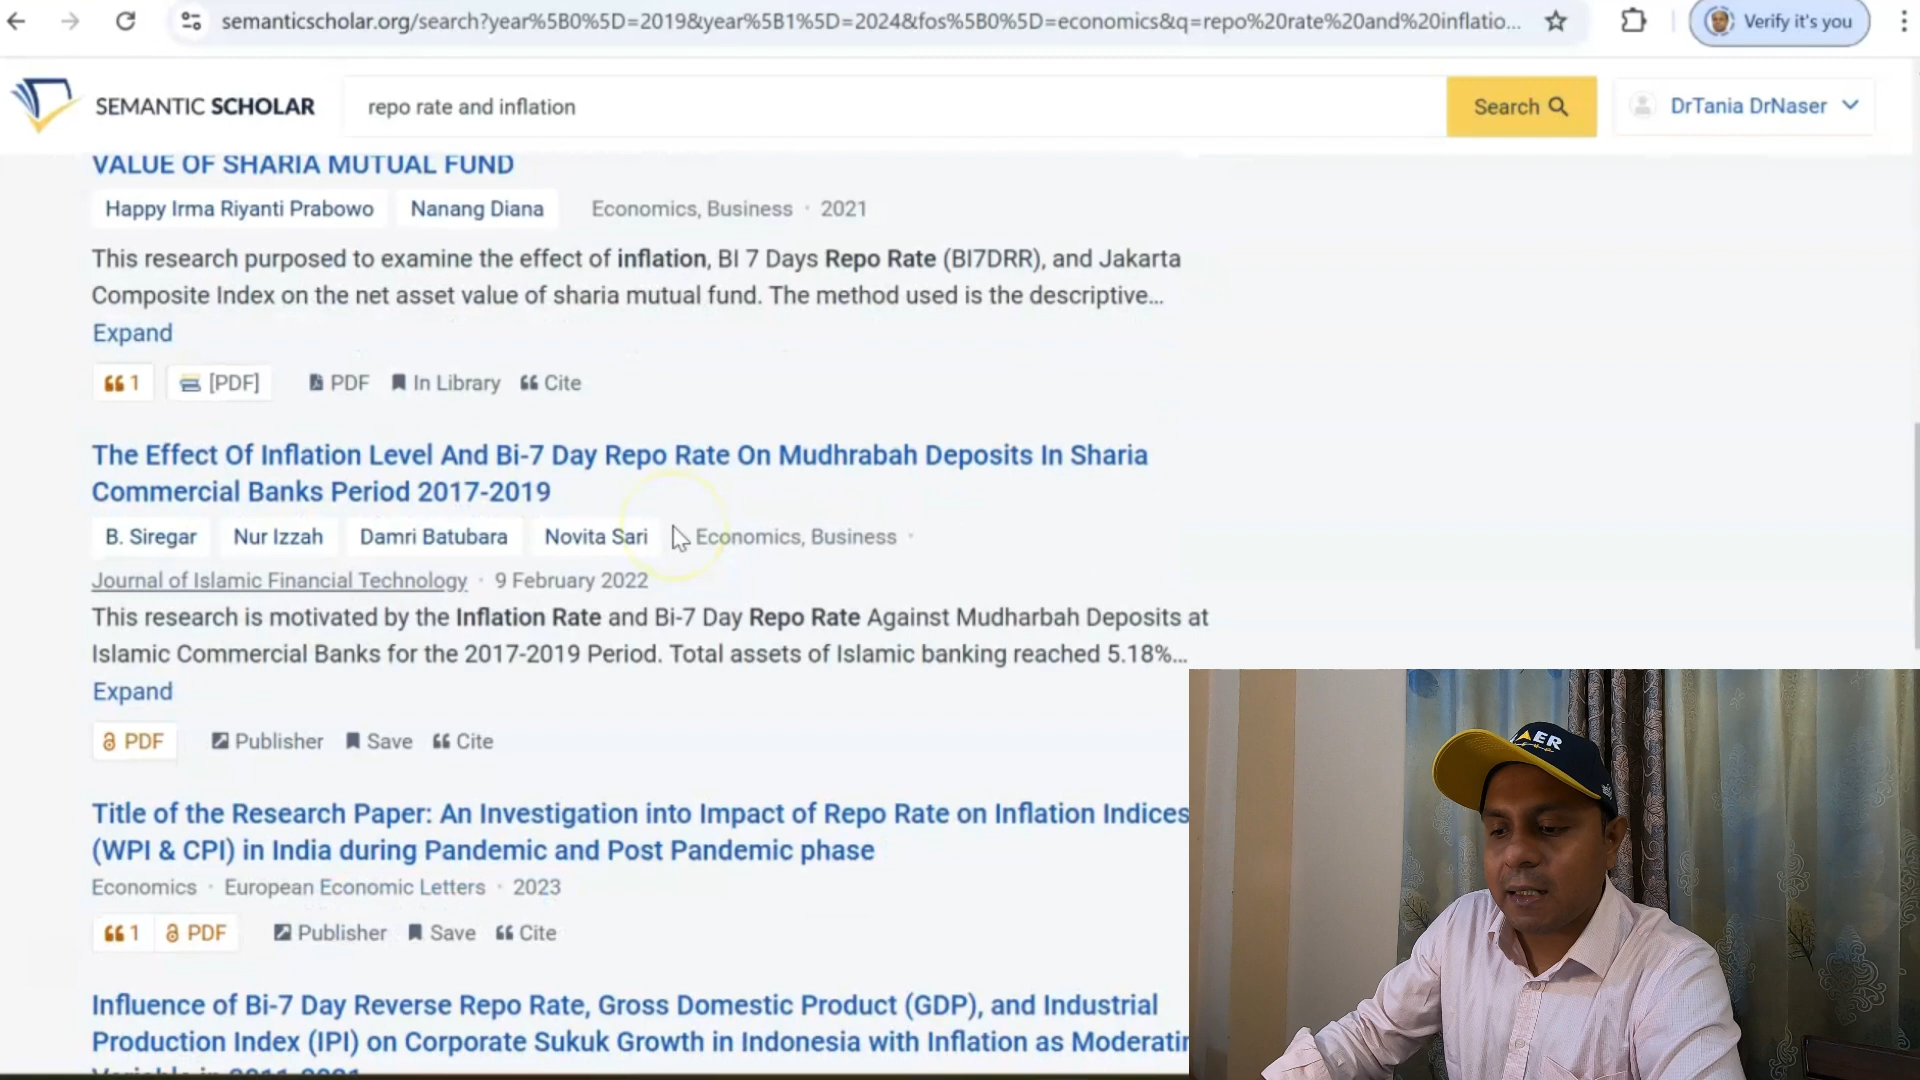 semanticscholar.org/search?year%5B0%5D=2019&year%5B1%5D=2024&fos%5B0%5D=economics&q=repo%20rate%20and%20inflatio...
Verify it's you
SEMANTIC SCHOLAR
repo rate and inflation
Search
DrTania DrNaser
VALUE OF SHARIA MUTUAL FUND
Happy Irma Riyanti Prabowo Nanang Diana Economics, Business · 2021
This research purposed to examine the effect of inflation, BI 7 Days Repo Rate (BI7DRR), and Jakarta
Composite Index on the net asset value of sharia mutual fund. The method used is the descriptive...
Expand
1 [PDF] PDF In Library Cite
The Effect Of Inflation Level And Bi-7 Day Repo Rate On Mudhrabah Deposits In Sharia
Commercial Banks Period 2017-2019
B. Siregar Nur Izzah Damri Batubara Novita Sari Economics, Business ·
Journal of Islamic Financial Technology · 9 February 2022
This research is motivated by the Inflation Rate and Bi-7 Day Repo Rate Against Mudharbah Deposits at
Islamic Commercial Banks for the 2017-2019 Period. Total assets of Islamic banking reached 5.18%...
Expand
PDF Publisher Save Cite
Title of the Research Paper: An Investigation into Impact of Repo Rate on Inflation Indices
(WPI & CPI) in India during Pandemic and Post Pandemic phase
Economics · European Economic Letters · 2023
1 PDF Publisher Save Cite
Influence of Bi-7 Day Reverse Repo Rate, Gross Domestic Product (GDP), and Industrial
Production Index (IPI) on Corporate Sukuk Growth in Indonesia with Inflation as Moderatin